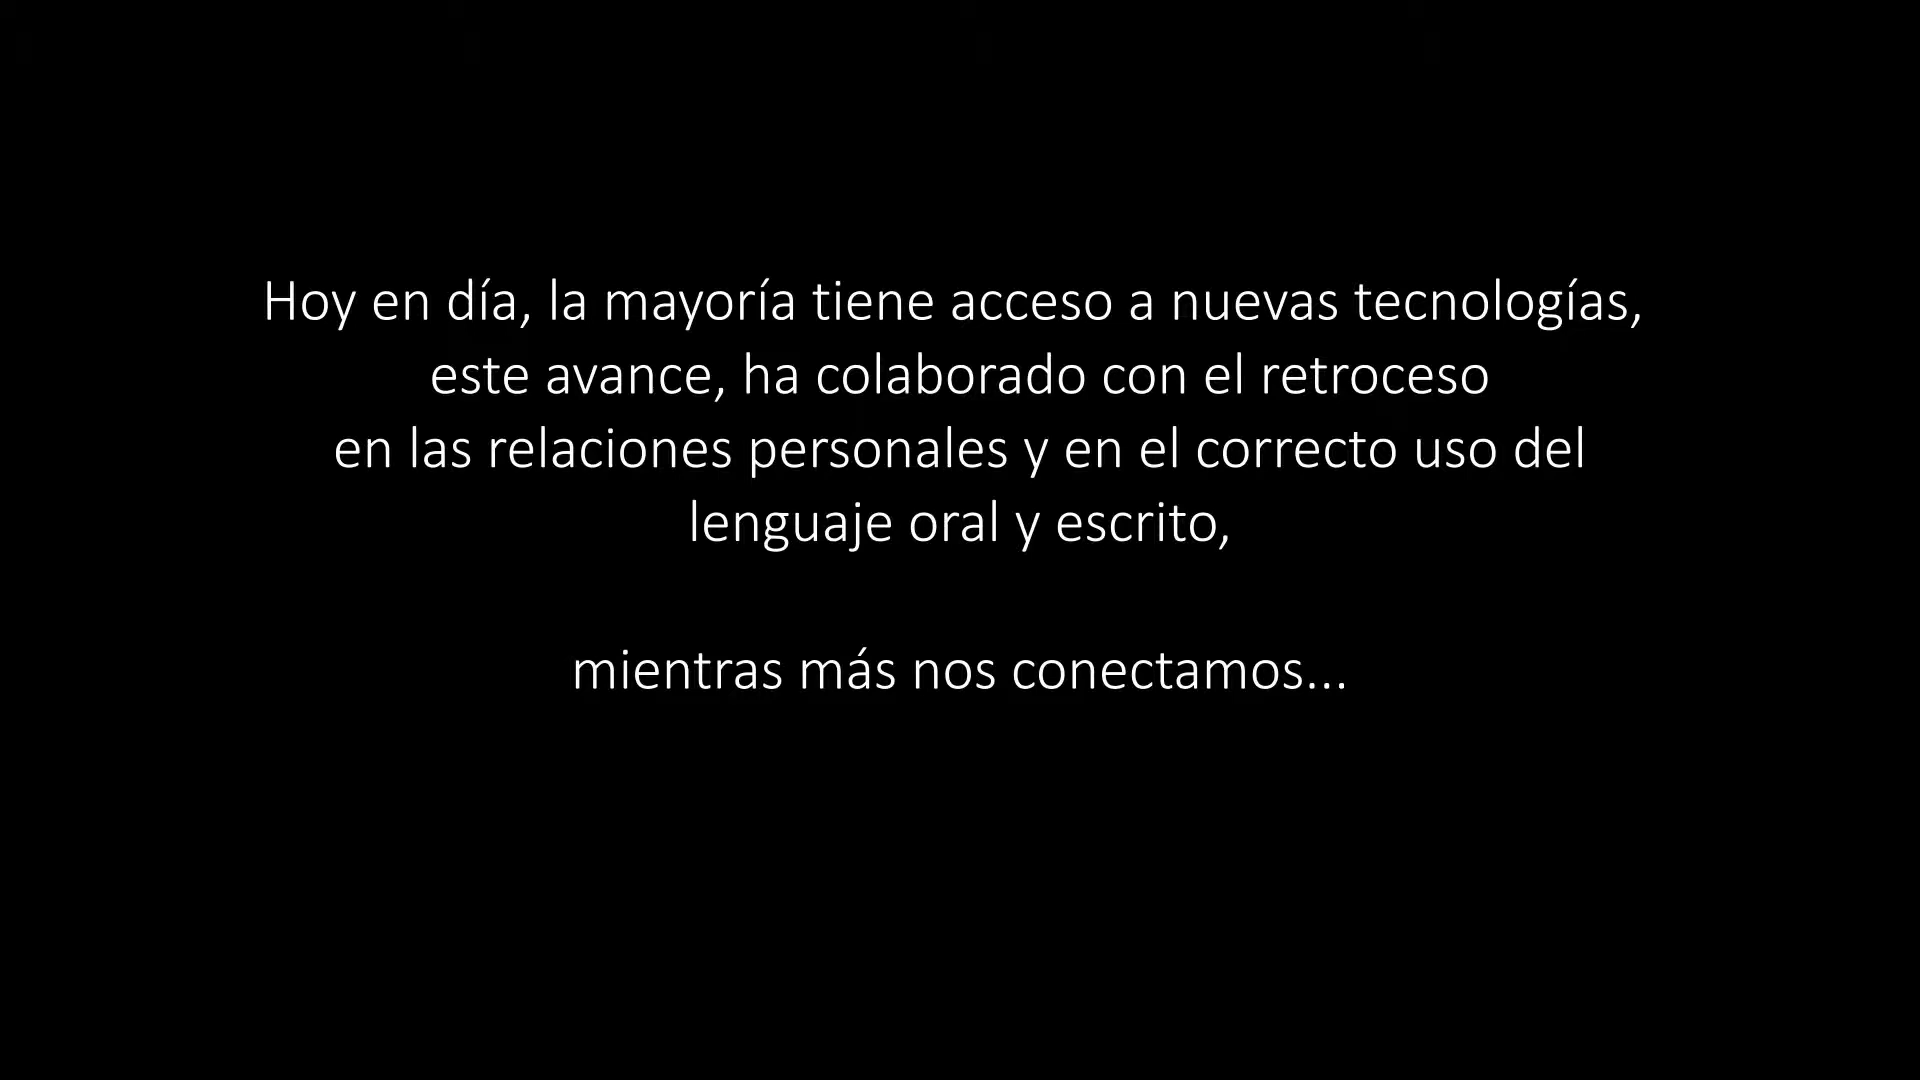 Hoy en día, la mayoría tiene acceso a nuevas tecnologías,
este avance, ha colaborado con el retroceso
en las relaciones personales y en el correcto uso del
lenguaje oral y escrito,
mientras más nos conectamos...